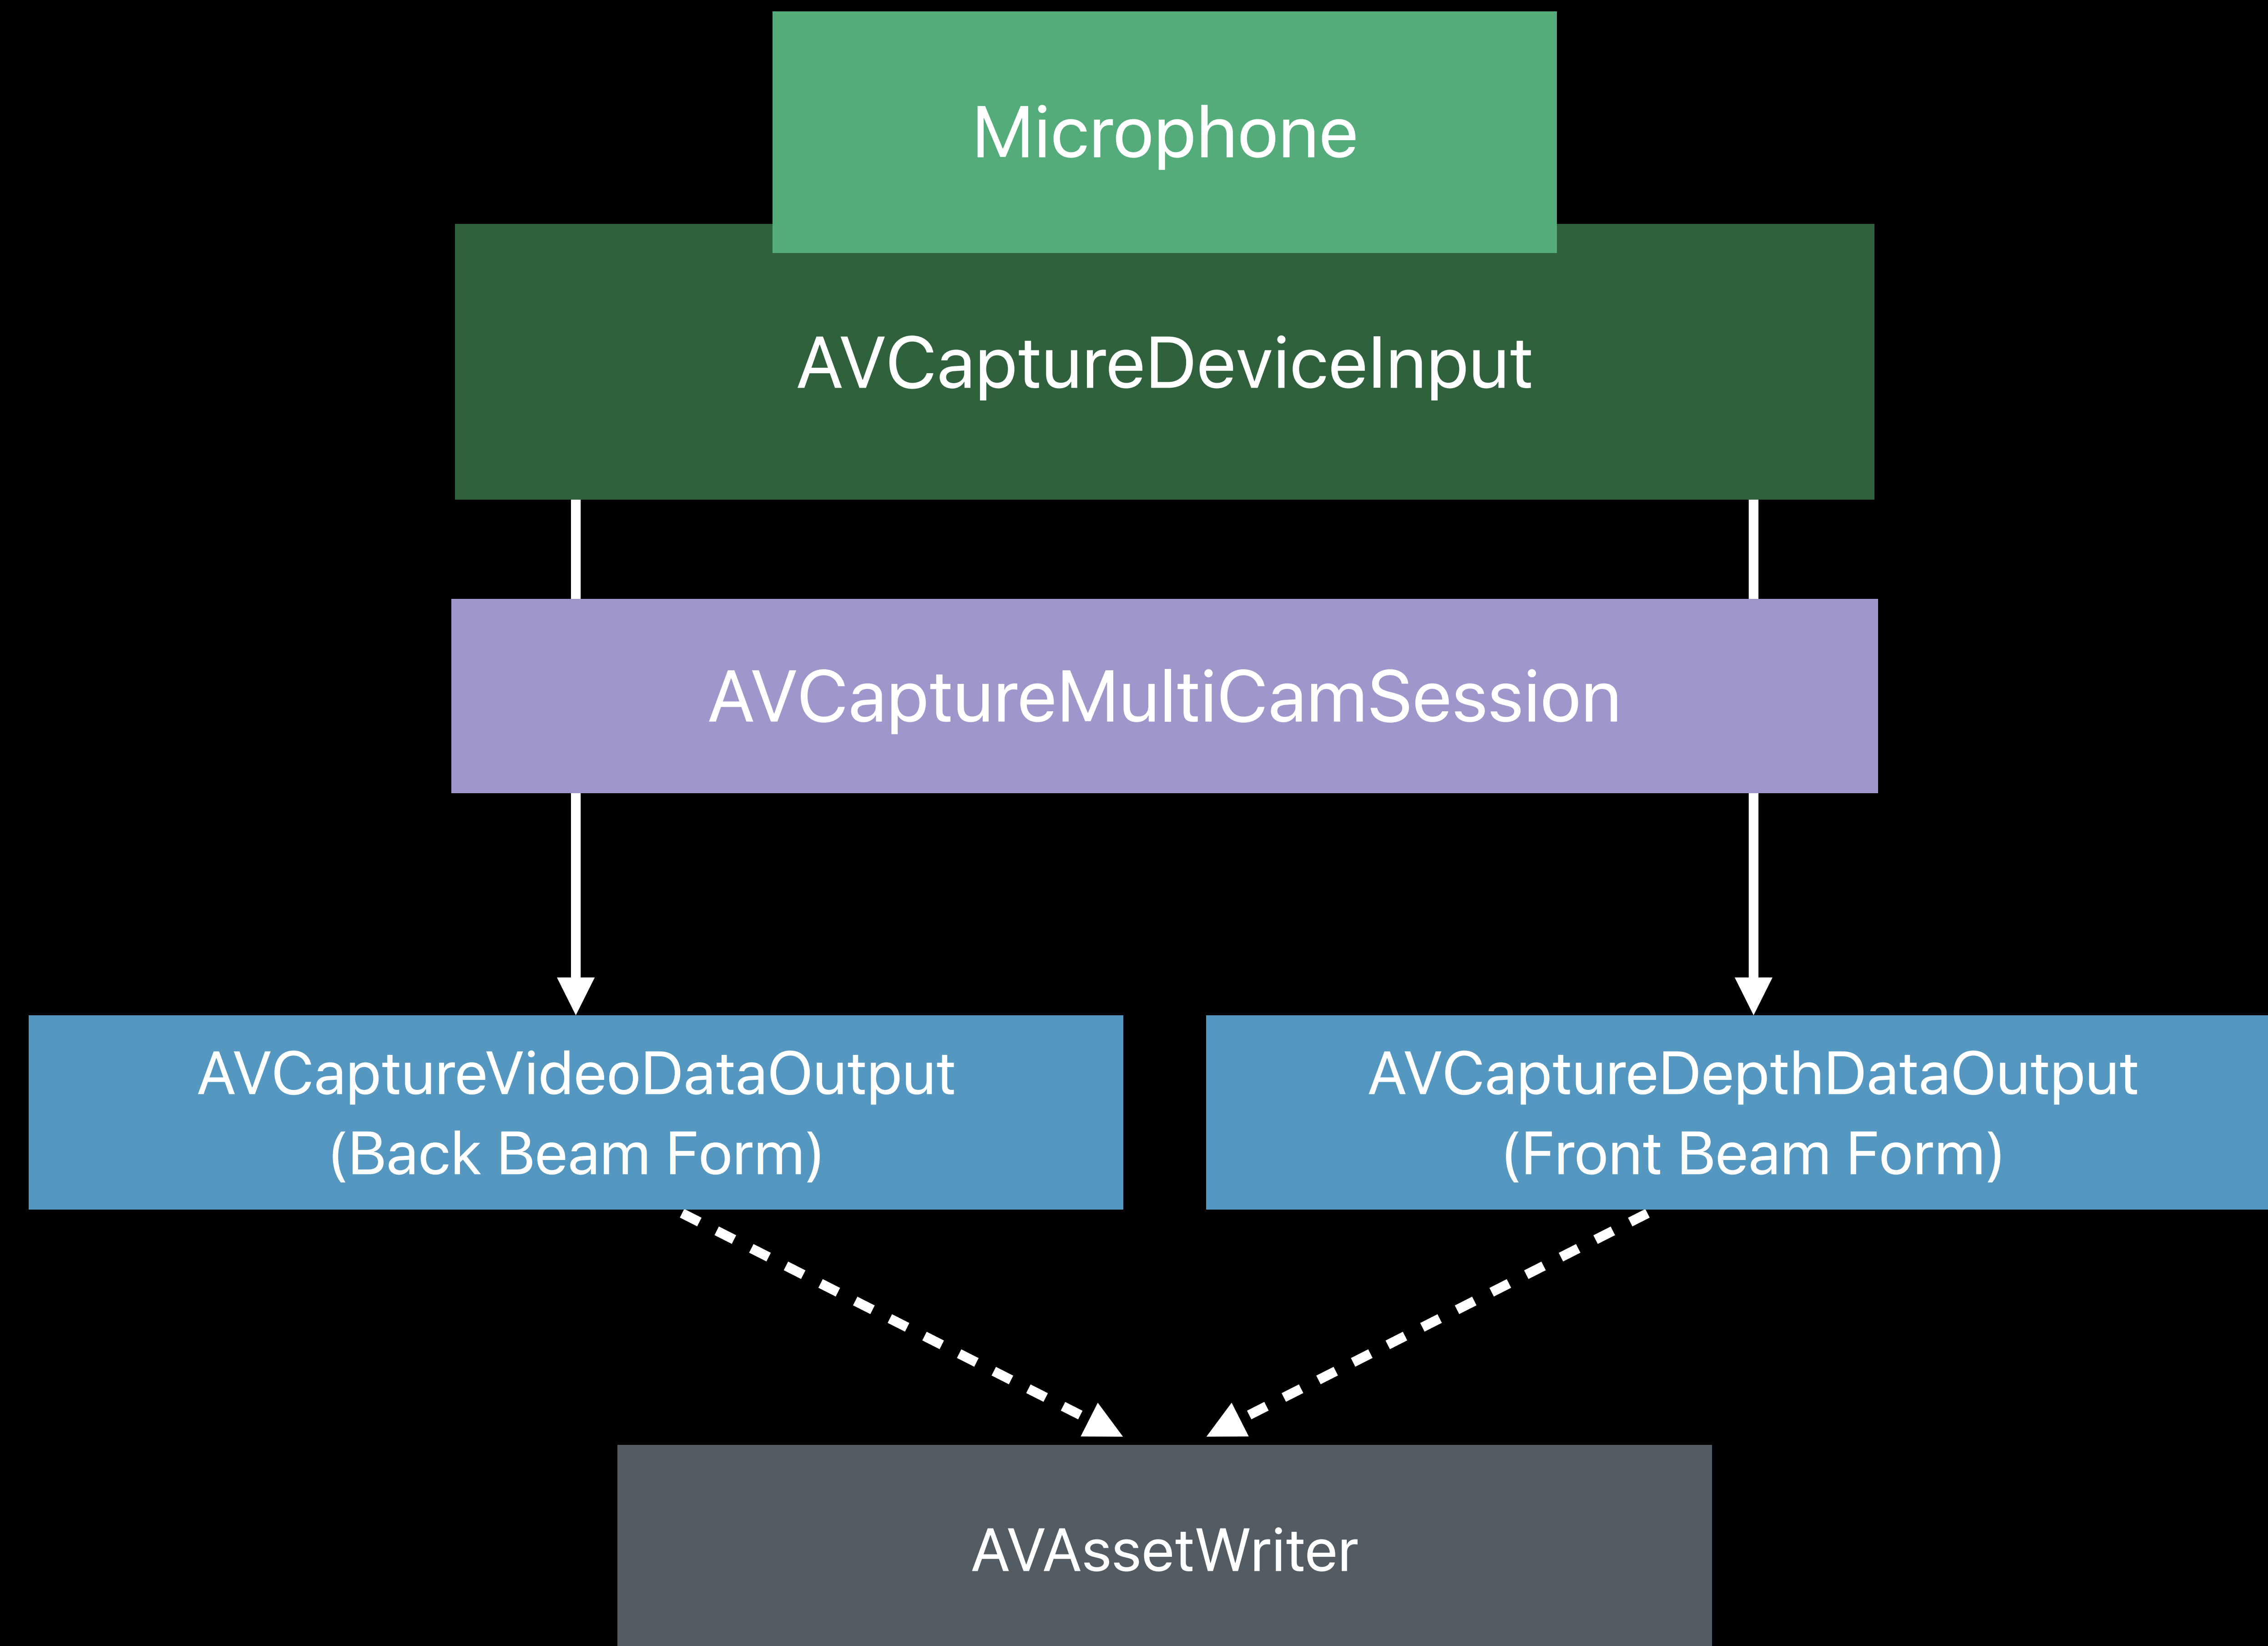 Microphone
AVCaptureDeviceInput
AVCaptureMultiCamSession
AVCaptureVideoDataOutput
(Back Beam Form)
AVCaptureDepthDataOutput
(Front Beam Form)
AVAssetWriter